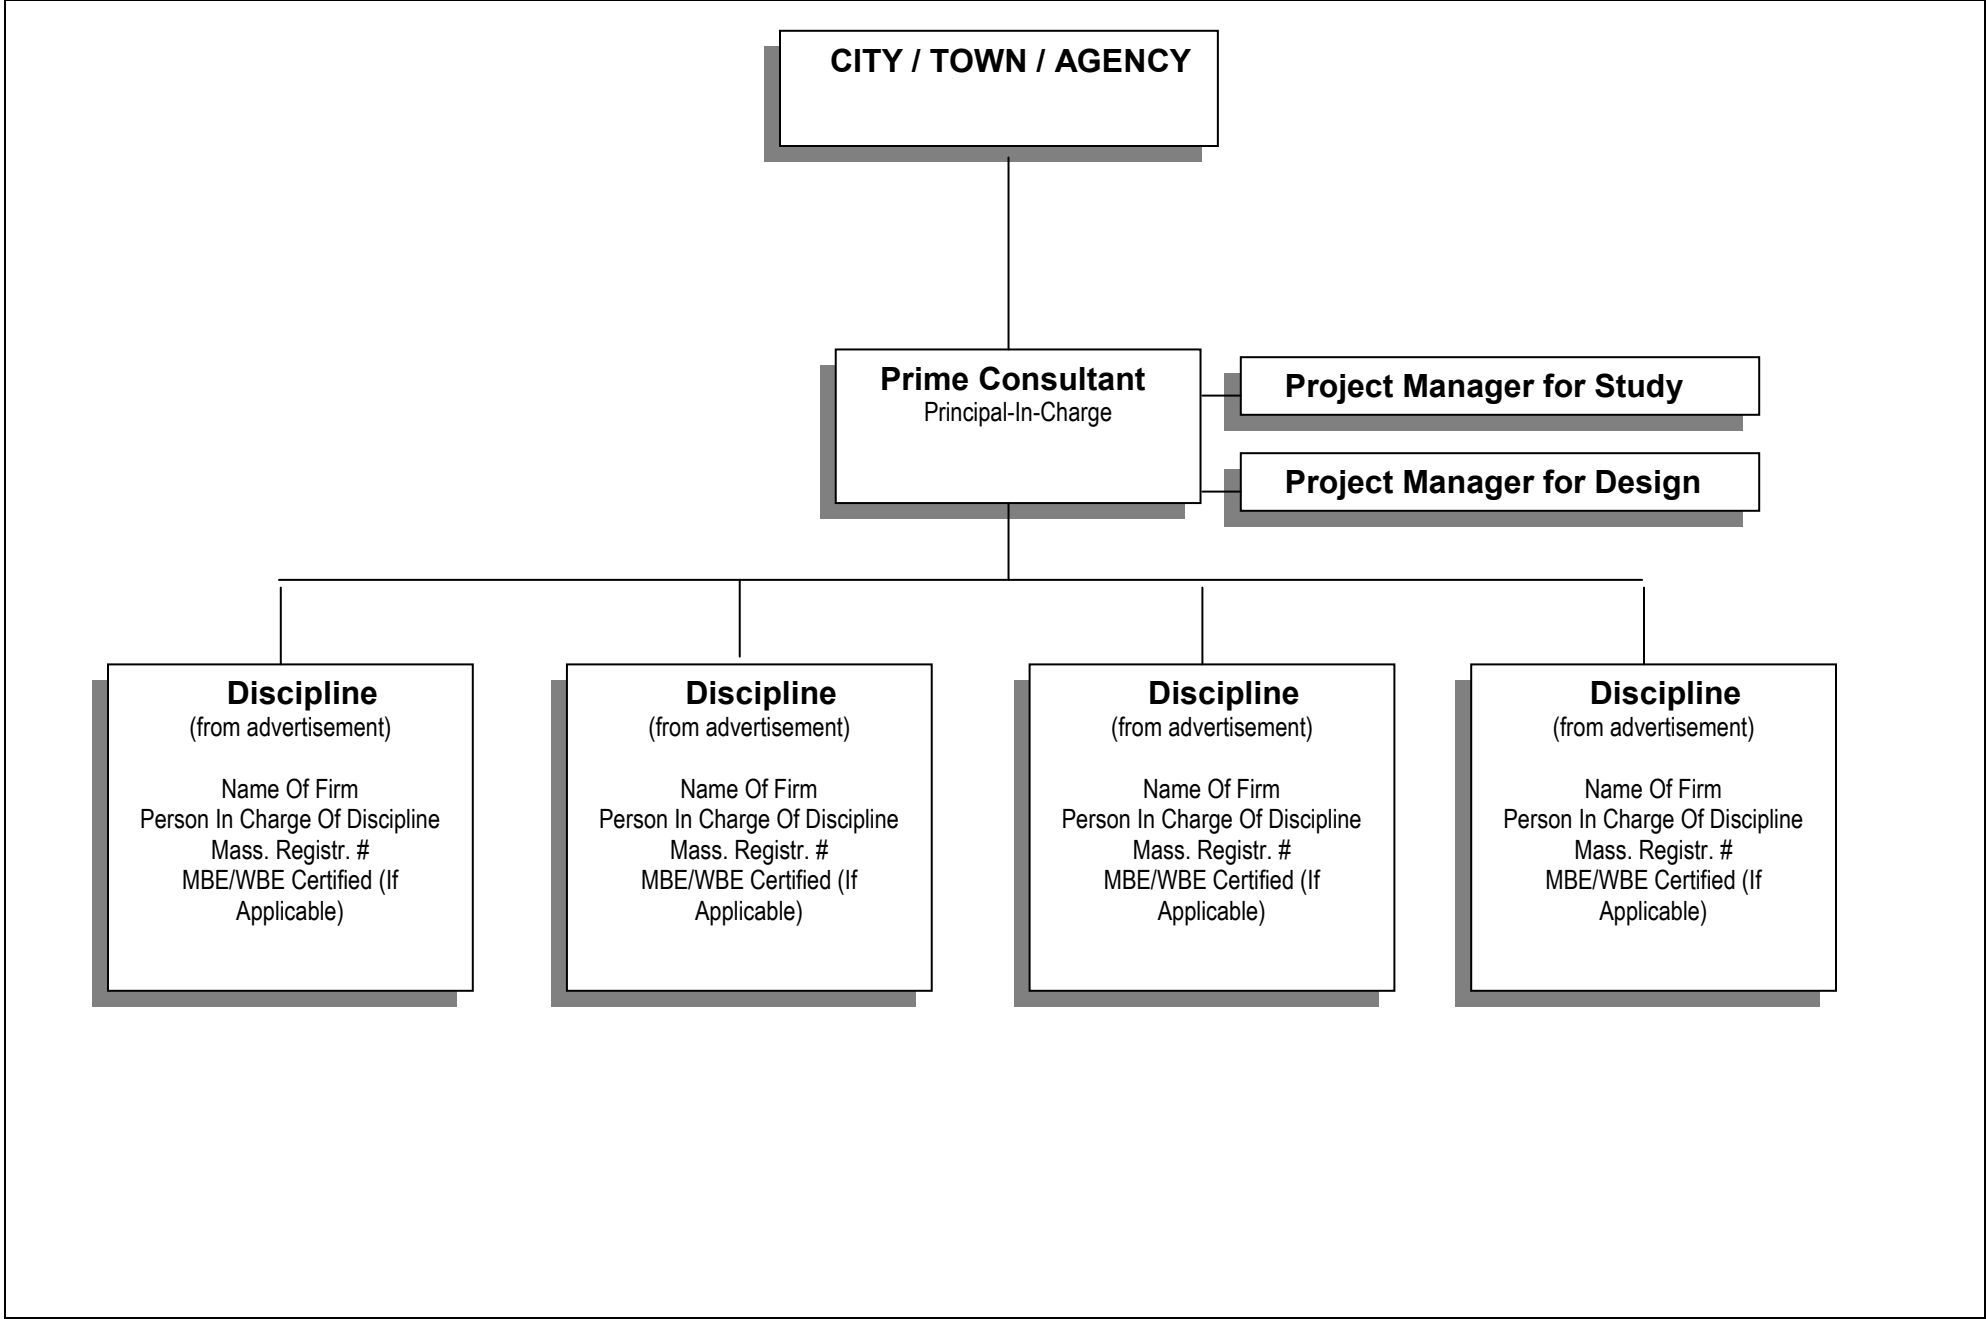 CITY / TOWN / AGENCY
Prime Consultant
Principal-In-Charge
Project Manager for Study
Project Manager for Design
Discipline
(from advertisement)
Name Of Firm
Person In Charge Of Discipline
Mass. Registr. #
MBE/WBE Certified (If
Applicable)
Discipline
(from advertisement)
Name Of Firm
Person In Charge Of Discipline
Mass. Registr. #
MBE/WBE Certified (If
Applicable)
Discipline
(from advertisement)
Name Of Firm
Person In Charge Of Discipline
Mass. Registr. #
MBE/WBE Certified (If
Applicable)
Discipline
(from advertisement)
Name Of Firm
Person In Charge Of Discipline
Mass. Registr. #
MBE/WBE Certified (If
Applicable)